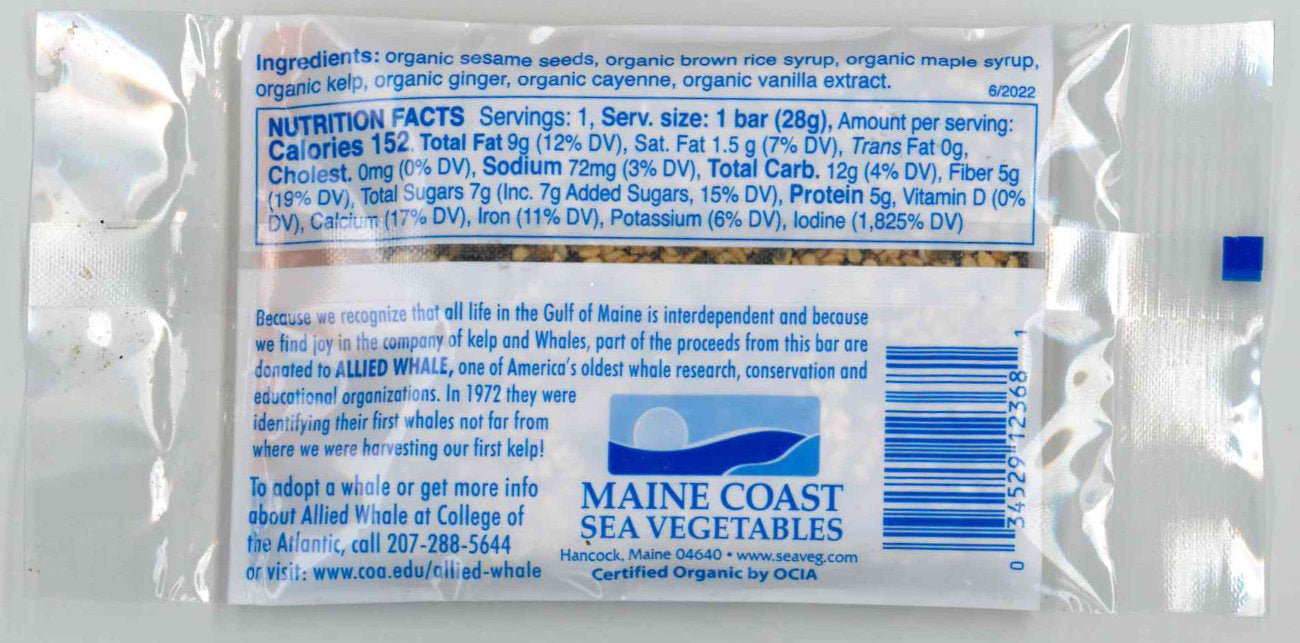 Ingredients: organic sesame seeds, organic brown rice syrup, organic maple syrup,
organic kelp, organic ginger, organic cayenne, organic vanilla extract.
6/2022
NUTRITION FACTS Servings: 1, Serv. size: 1 bar (28g), Amount per serving:
Calories 152, Total Fat 9g (12% DV), Sat. Fat 1.5 g (7% DV), Trans Fat 0g,
Cholest. 0mg (0% DV), Sodium 72mg (3% DV), Total Carb. 12g (4% DV), Fiber 5g
(19% DV), Total Sugars 7g (Inc. 7g Added Sugars, 15% DV), Protein 5g, Vitamin D (0%
DV), Calcium (17% DV), Iron (11% DV), Potassium (6% DV), Iodine (1,825% DV)
Because we recognize that all life in the Gulf of Maine is interdependent and because
we find joy in the company of kelp and Whales, part of the proceeds from this bar are
donated to ALLIED WHALE, one of America's oldest whale research, conservation and
educational organizations. In 1972 they were
identifying their first whales not far from
where we were harvesting our first kelp!
To adopt a whale or get more info
about Allied Whale at College of
the Atlantic, call 207-288-5644
or visit: www.coa.edu/allied-whale
MAINE COAST
SEA VEGETABLES
Hancock, Maine 04640 • www.seaveg.com
Certified Organic by OCIA
0 34529 12368 1